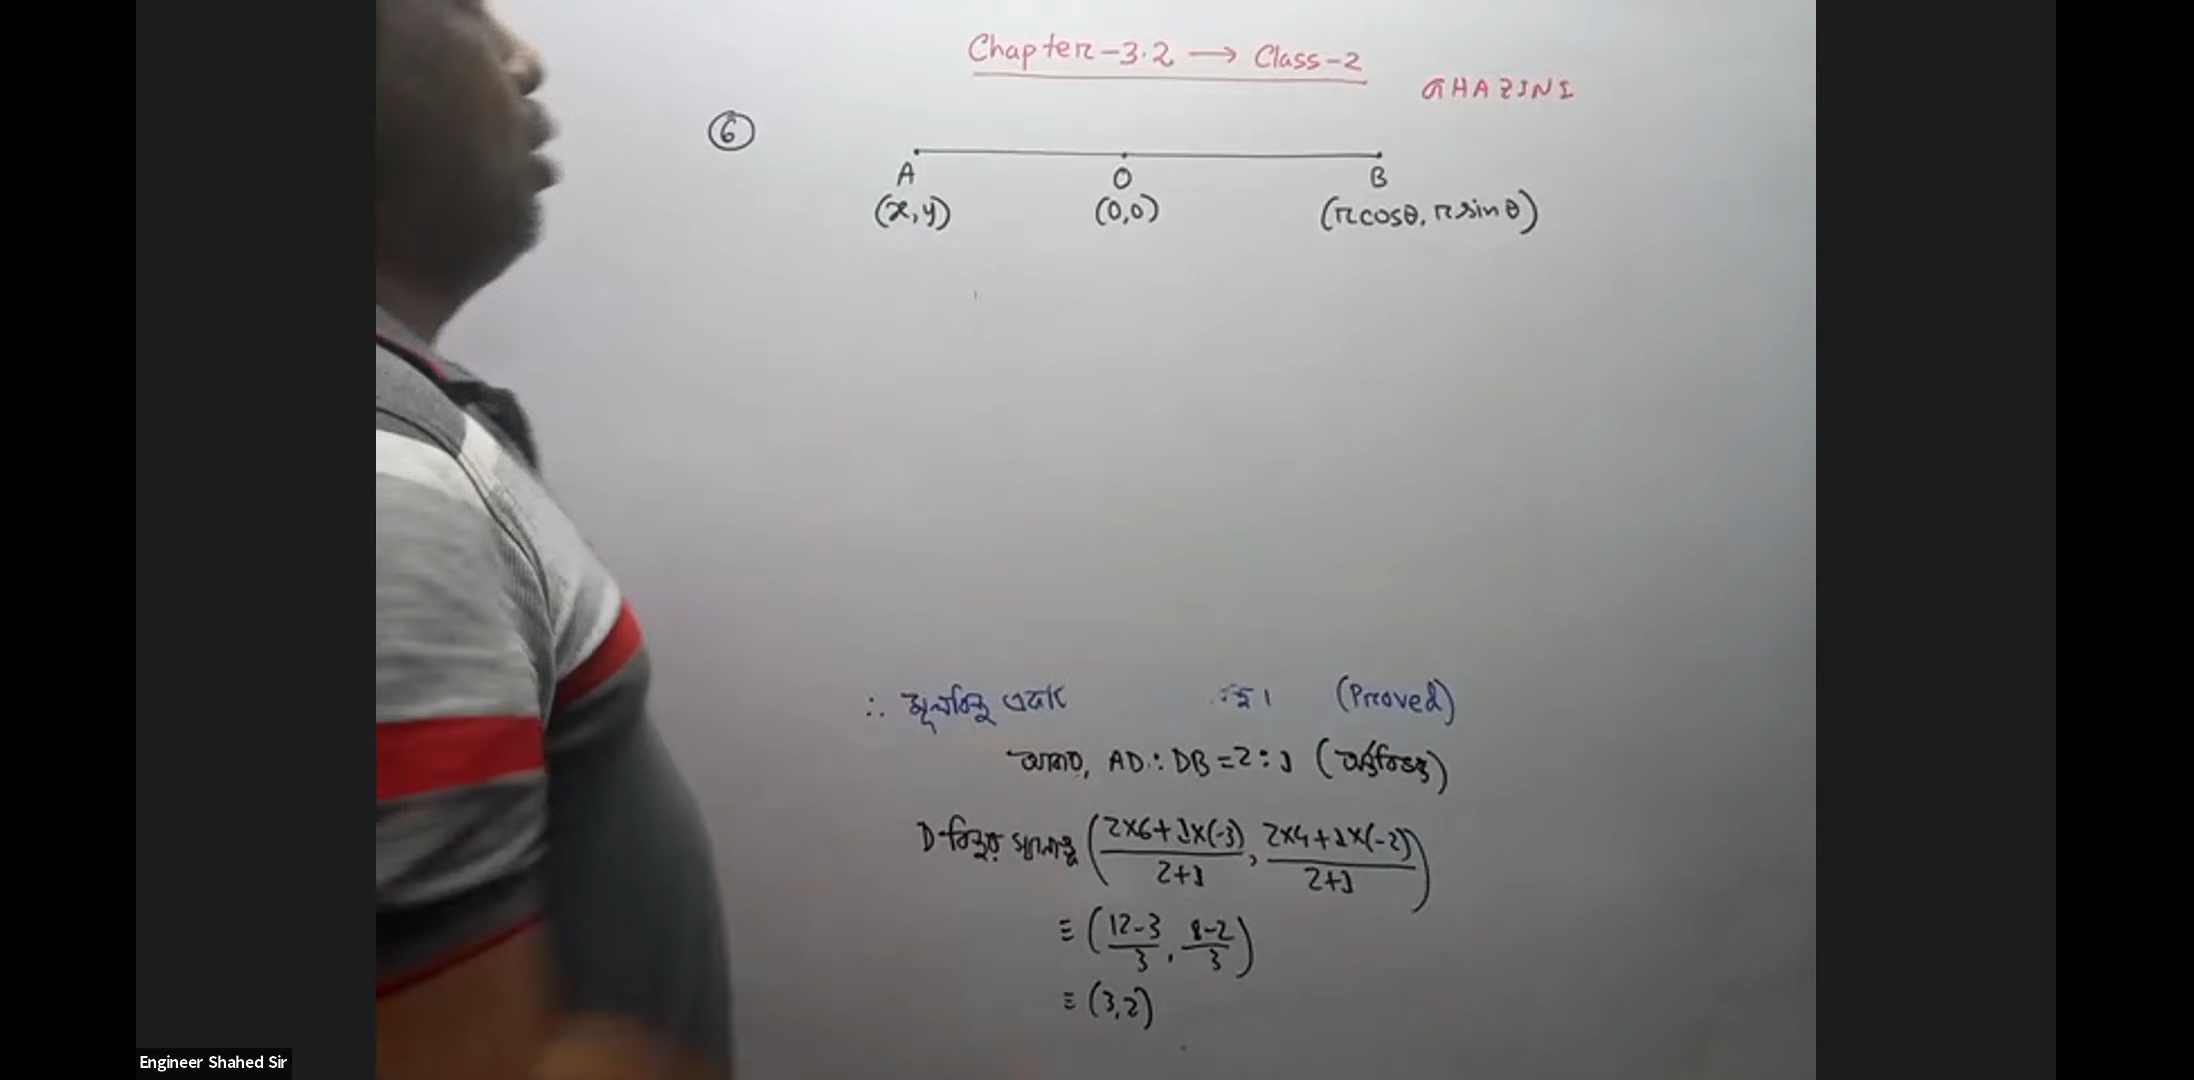 Chapter-3.2 → Class-2
GHAZINI
⑥
A O B
(x,y) (0,0) (rcosθ, rsinθ)
∴ মূলবিন্দু (Proved)
আবার, AD : DB = 2 : 1 (অন্তর্বিভক্ত)
D বিন্দুর স্থানাঙ্ক ((2×6+1×(-3))/(2+1), (2×4+1×(-2))/(2+1))
≡ ((12-3)/3, (8-2)/3)
≡ (3,2)
Engineer Shahed Sir